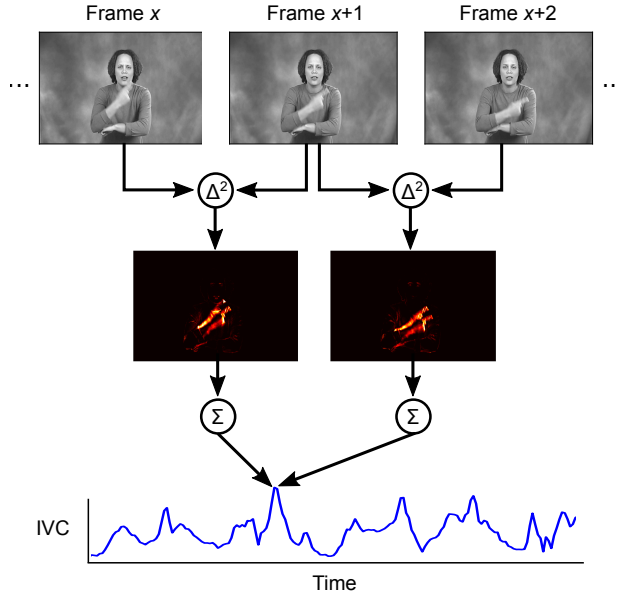 Frame x Frame x+1 Frame x+2
... ..
Δ² Δ²
Σ Σ
IVC
Time